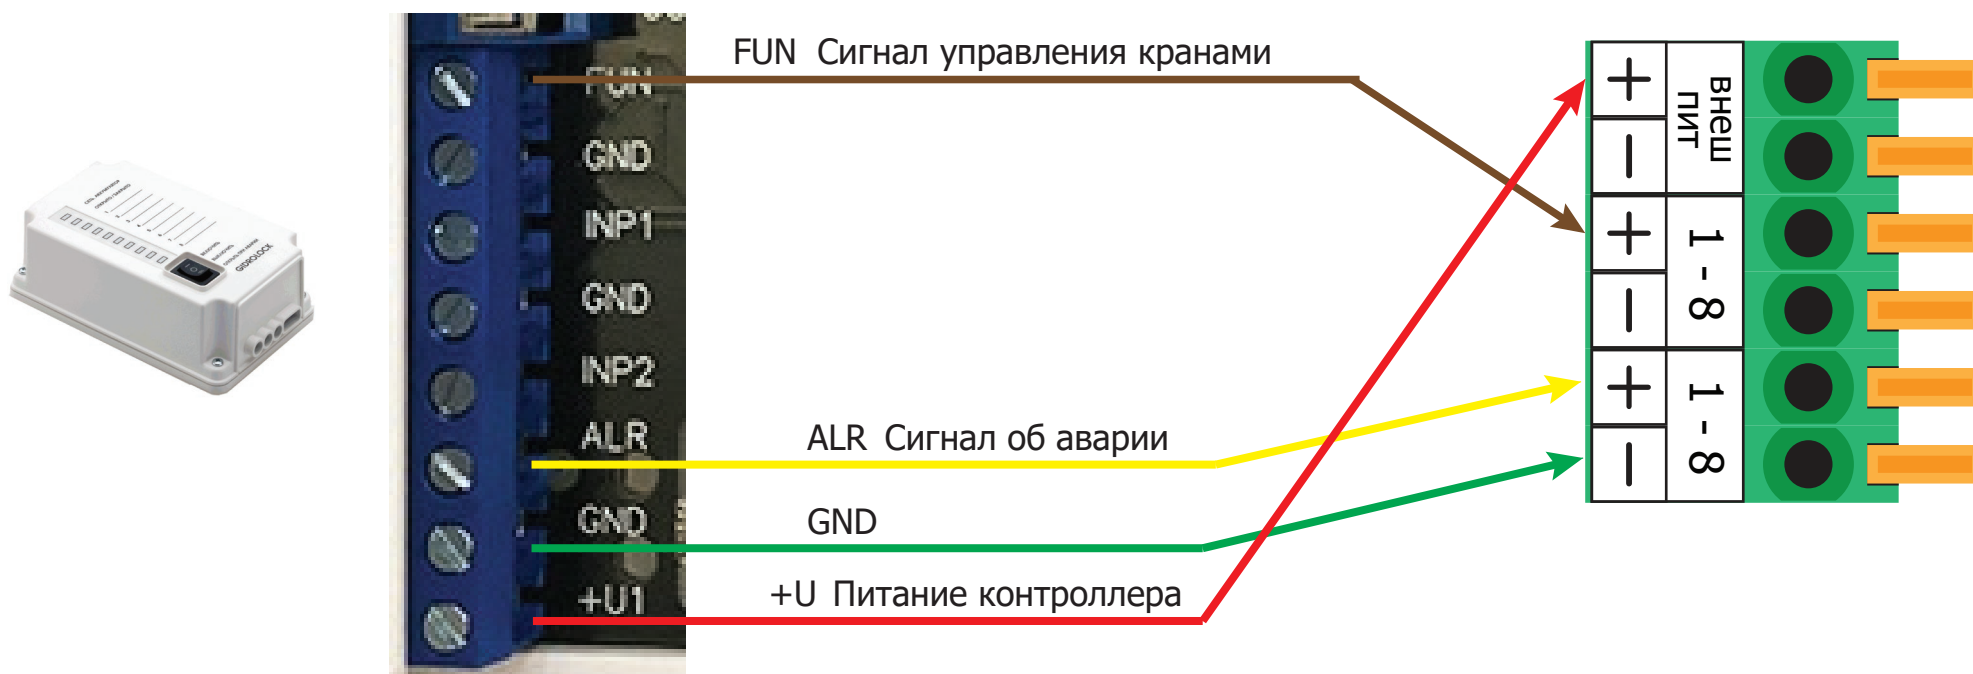 FUN Сигнал управления кранами
FUN
GND
INP1
GND
INP2
ALR
GND
+U1
ALR Сигнал об аварии
GND
+U Питание контроллера
GIDROLOCK
+
−
ВНЕШ
ПИТ
+
−
1 - 8
+
−
1 - 8